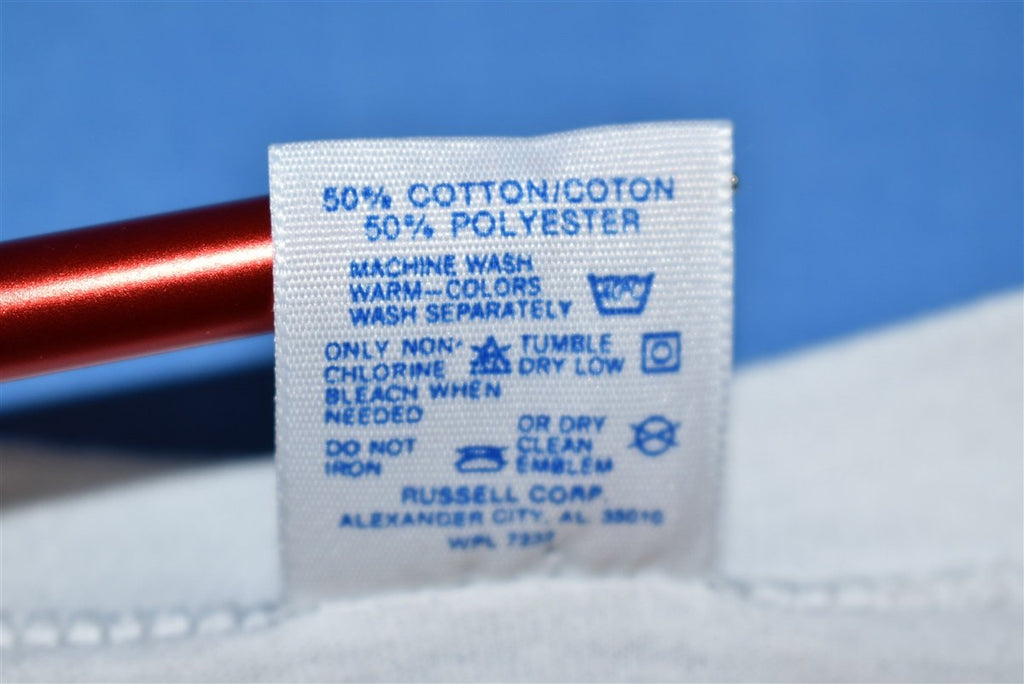 50% COTTON/COTON
50% POLYESTER
MACHINE WASH
WARM—COLORS
WASH SEPARATELY
ONLY NON-
CHLORINE
BLEACH WHEN
NEEDED
TUMBLE
DRY LOW
DO NOT
IRON
OR DRY
CLEAN
EMBLEM
RUSSELL CORP.
ALEXANDER CITY, AL 35010
WPL